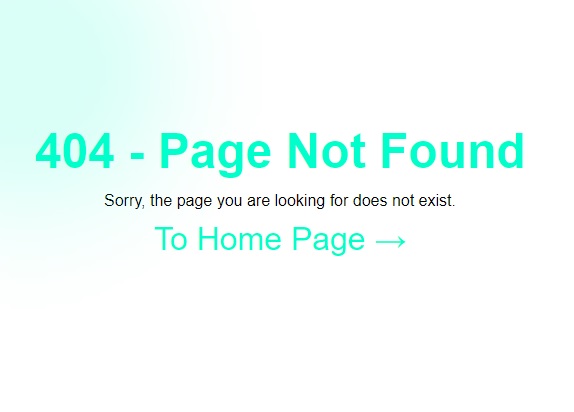 404 - Page Not Found
Sorry, the page you are looking for does not exist.
To Home Page →